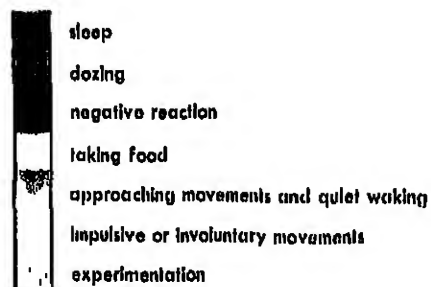 sleep
dozing
negative reaction
taking food
approaching movements and quiet waking
impulsive or involuntary movements
experimentation